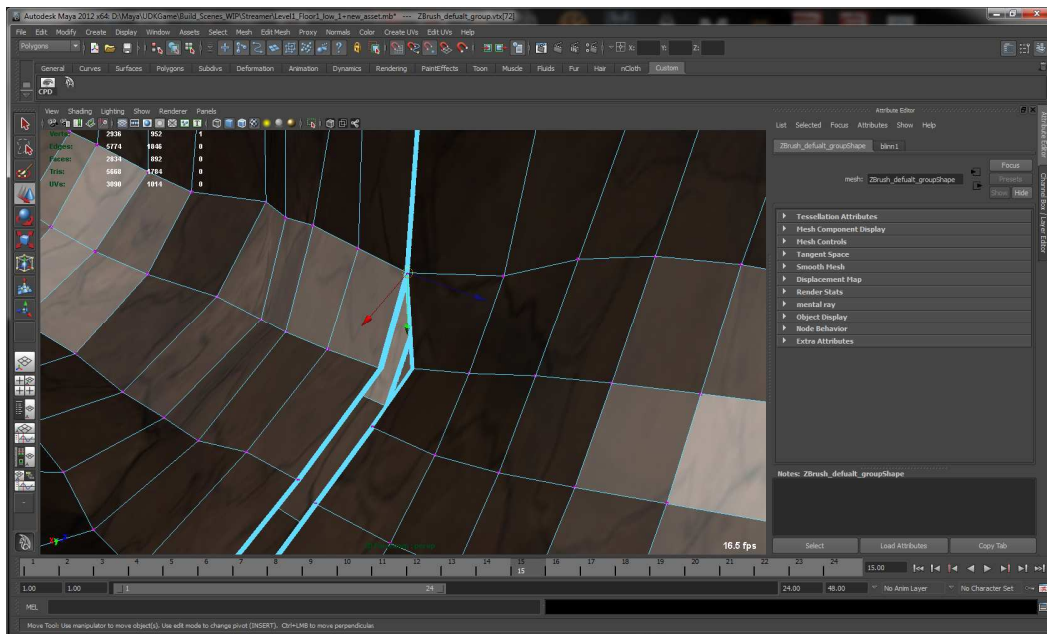 Autodesk Maya 2012 x64: D:\Maya\UDKGame\Build_Scenes_WIP\Streamer\Level1_Floor1_low_1+new_asset.mb* --- ZBrush_defualt_group.vtx[72]
File Edit Modify Create Display Window Assets Select Mesh Edit Mesh Proxy Normals Color Create UVs Edit UVs Help
Polygons X: Y: Z:
General Curves Surfaces Polygons Subdivs Deformation Animation Dynamics Rendering PaintEffects Toon Muscle Fluids Fur Hair nCloth Custom
CPD
View Shading Lighting Show Renderer Panels
Verts: 2936 952 1
Edges: 5774 1846 0
Faces: 2834 892 0
Tris: 5668 1784 0
UVs: 3090 1014 0
16.5 fps
Attribute Editor
List Selected Focus Attributes Show Help
ZBrush_defualt_groupShape blinn1
mesh: ZBrush_defualt_groupShape
Focus
Presets
Show Hide
Tessellation Attributes
Mesh Component Display
Mesh Controls
Tangent Space
Smooth Mesh
Displacement Map
Render Stats
mental ray
Object Display
Node Behavior
Extra Attributes
Notes: ZBrush_defualt_groupShape
Select Load Attributes Copy Tab
Attribute Editor
Channel Box / Layer Editor
1 2 3 4 5 6 7 8 9 10 11 12 13 14 15 16 17 18 19 20 21 22 23 24
15
15.00
1.00 1.00 1 24 24.00 48.00 No Anim Layer No Character Set
MEL
Move Tool: Use manipulator to move object(s). Use edit mode to change pivot (INSERT). Ctrl+LMB to move perpendicular.